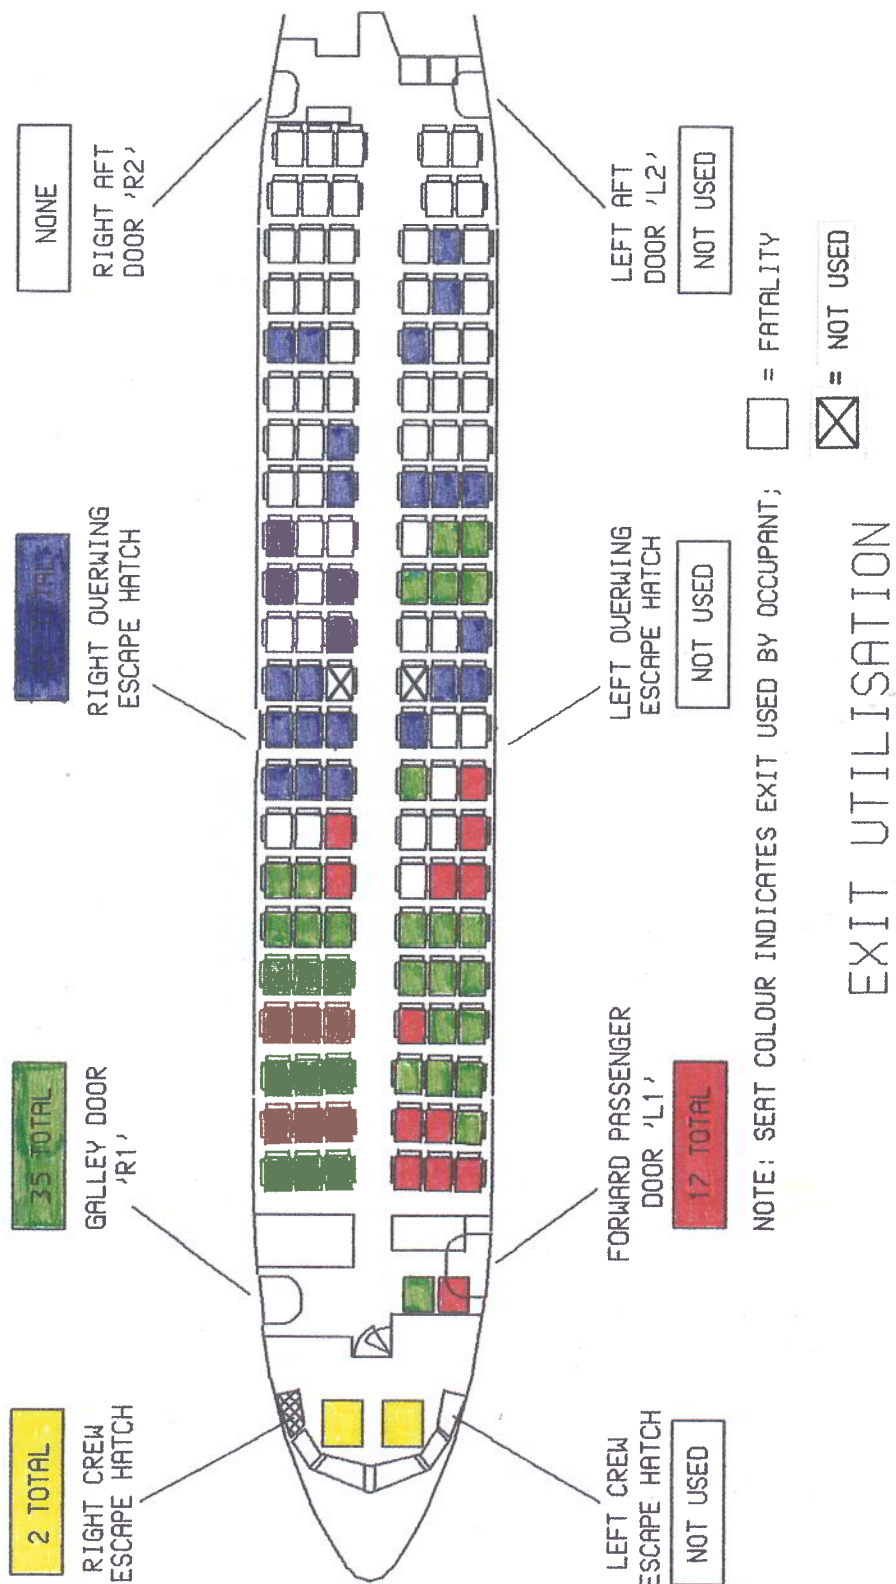 2 TOTAL
RIGHT CREW
ESCAPE HATCH
35 TOTAL
GALLEY DOOR
'R1'
TOTAL
RIGHT OVERWING
ESCAPE HATCH
NONE
RIGHT AFT
DOOR 'R2'
LEFT CREW
ESCAPE HATCH
NOT USED
FORWARD PASSENGER
DOOR 'L1'
17 TOTAL
LEFT OVERWING
ESCAPE HATCH
NOT USED
LEFT AFT
DOOR 'L2'
NOT USED
NOTE: SEAT COLOUR INDICATES EXIT USED BY OCCUPANT;
= FATALITY
= NOT USED
EXIT UTILISATION